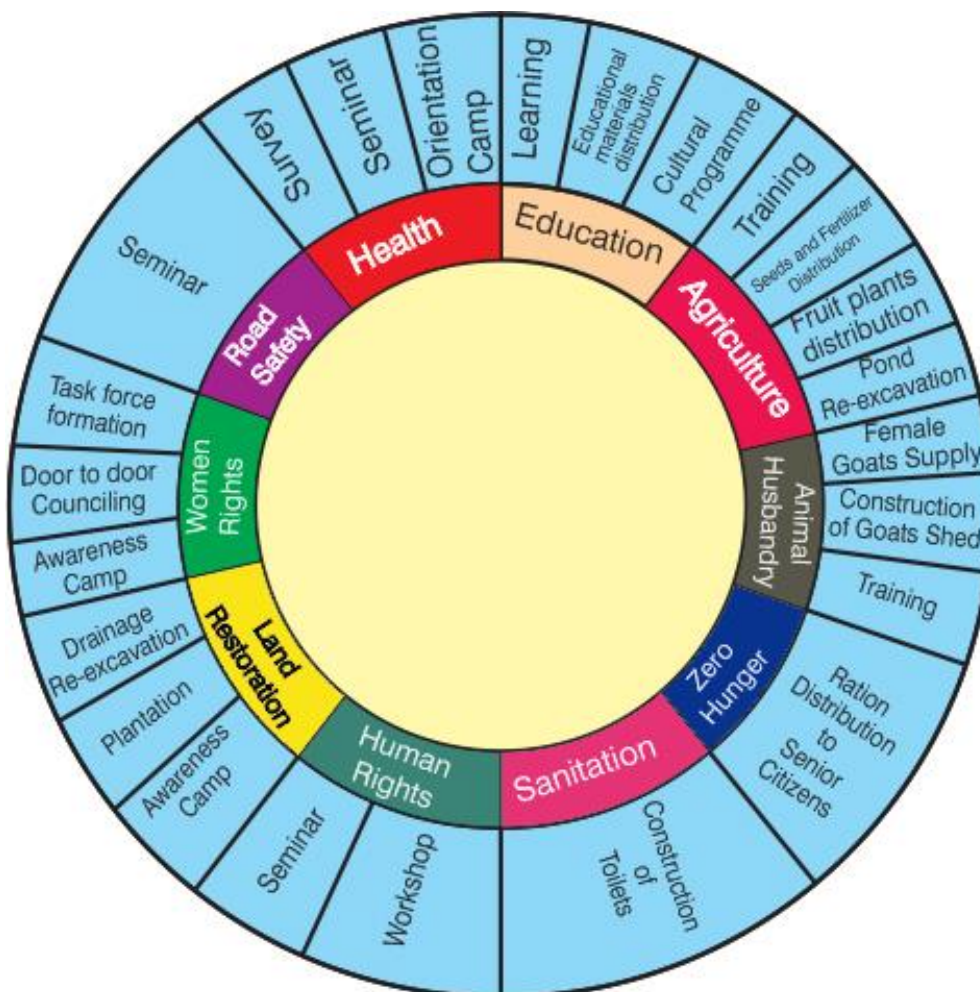 Education
Learning
Educational
materials
distribution
Cultural
Programme
Agriculture
Training
Seeds and Fertilizer
Distribution
Fruit plants
distribution
Pond
Re-excavation
Animal
Husbandry
Female
Goats Supply
Construction
of Goats Shed
Training
Zero
Hunger
Ration
Distribution
to
Senior
Citizens
Sanitation
Construction
of
Toilets
Human
Rights
Workshop
Seminar
Land
Restoration
Awareness
Camp
Plantation
Drainage
Re-excavation
Women
Rights
Awareness
Camp
Door to door
Counciling
Task force
formation
Road
Safety
Seminar
Health
Survey
Seminar
Orientation
Camp